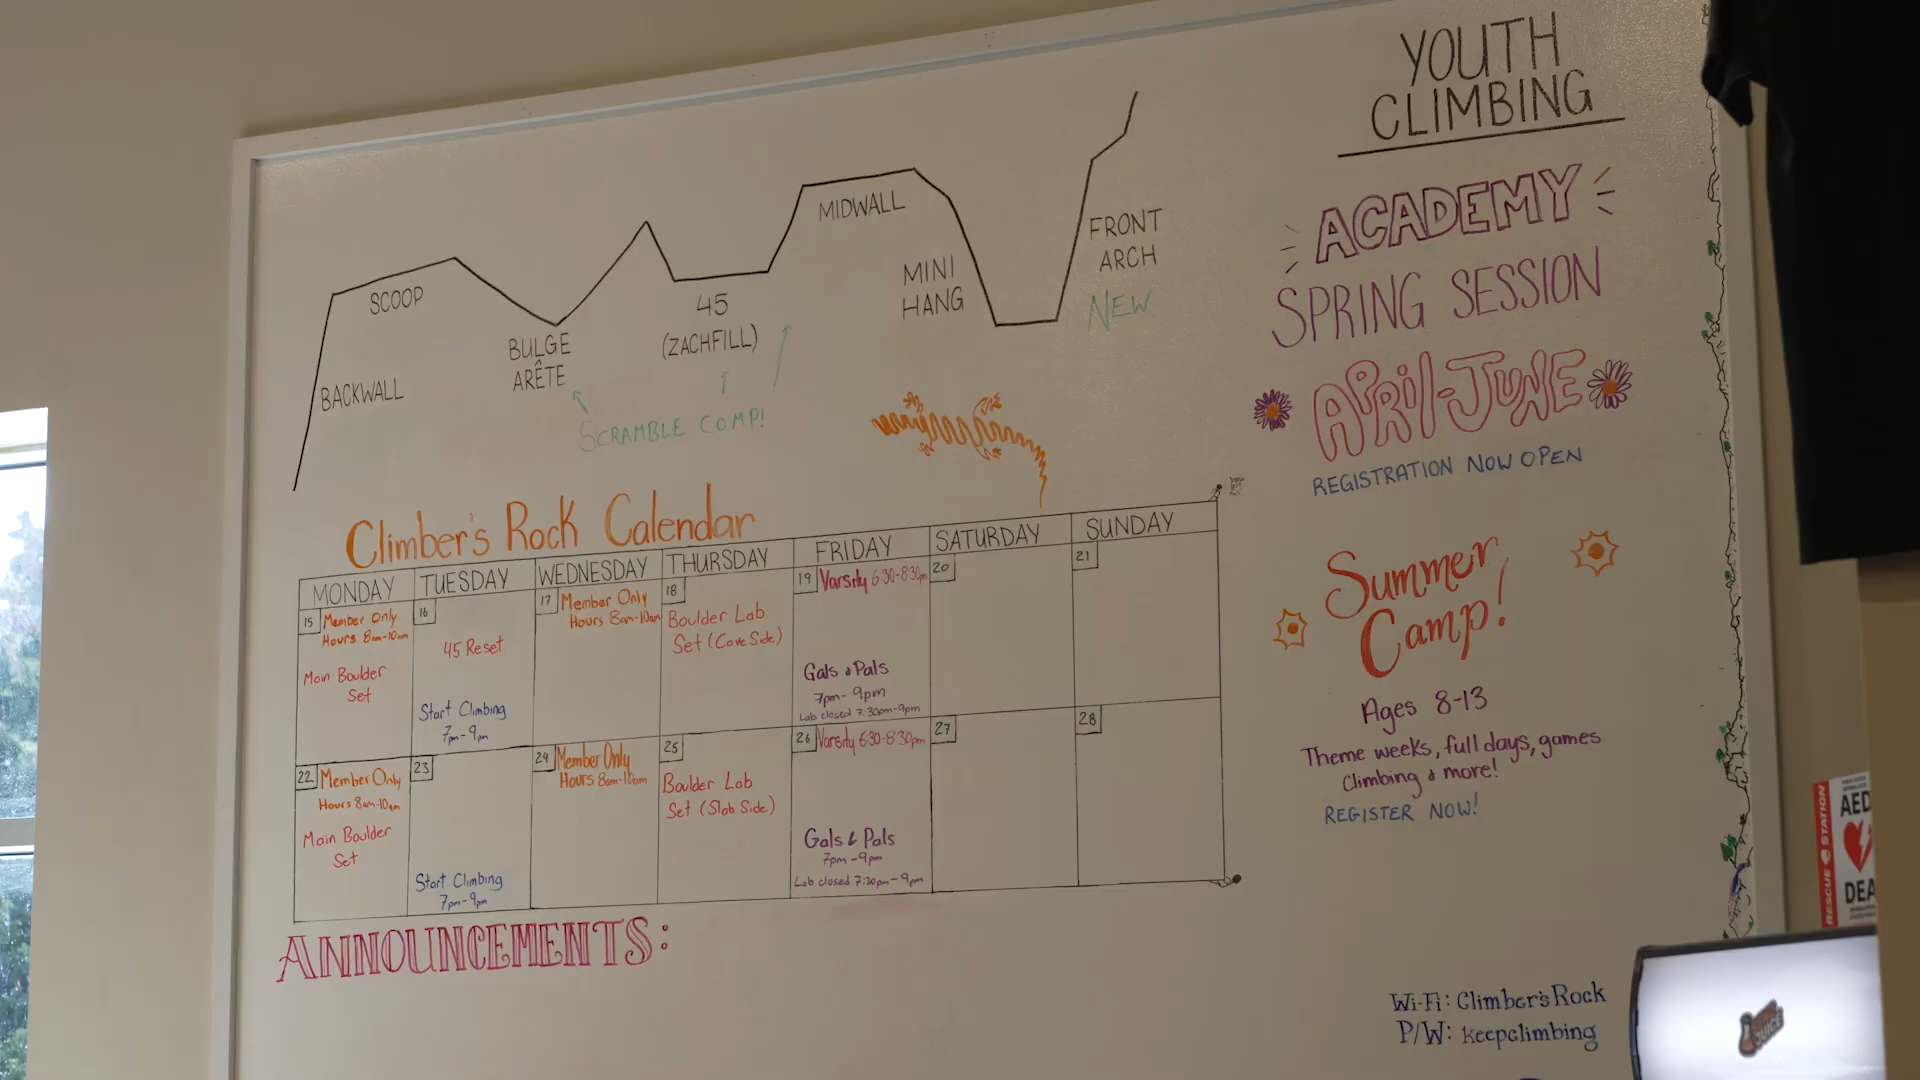 YOUTH
CLIMBING
ACADEMY
SPRING SESSION
APRIL-JUNE
REGISTRATION NOW OPEN
Summer
Camp!
Ages 8-13
Theme weeks, full days, games
Climbing & more!
REGISTER NOW!
BACKWALL
SCOOP
BULGE
ARÊTE
45
(ZACHFILL)
MIDWALL
MINI
HANG
FRONT
ARCH
NEW
SCRAMBLE COMP!
Climber's Rock Calendar
MONDAY TUESDAY WEDNESDAY THURSDAY FRIDAY SATURDAY SUNDAY
15 Member Only
Hours 8am-10am
Main Boulder
Set
16
45 Reset
Start Climbing
7pm-9pm
17 Member Only
Hours 8am-10am
18
Boulder Lab
Set (Cave Side)
19 Varsity 6:30-8:30pm
Gals & Pals
7pm-9pm
Lab closed 7:30pm-9pm
20
21
22 Member Only
Hours 8am-10am
Main Boulder
Set
23
Start Climbing
7pm-9pm
24 Member Only
Hours 8am-10am
25
Boulder Lab
Set (Slab Side)
26 Varsity 6:30-8:30pm
Gals & Pals
7pm-9pm
Lab closed 7:30pm-9pm
27
28
ANNOUNCEMENTS:
Wi-Fi: Climber's Rock
P/W: keepclimbing
RESCUE STATION
AED
DEA
JUICE